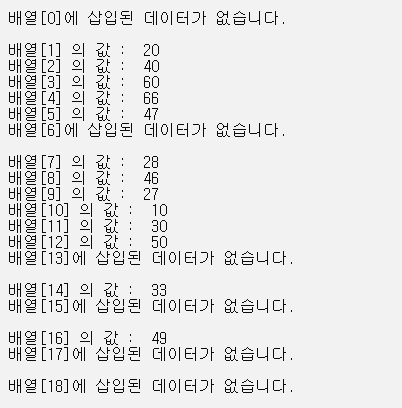 배열[0]에 삽입된 데이터가 없습니다.
배열[1] 의 값 : 20
배열[2] 의 값 : 40
배열[3] 의 값 : 60
배열[4] 의 값 : 66
배열[5] 의 값 : 47
배열[6]에 삽입된 데이터가 없습니다.
배열[7] 의 값 : 28
배열[8] 의 값 : 46
배열[9] 의 값 : 27
배열[10] 의 값 : 10
배열[11] 의 값 : 30
배열[12] 의 값 : 50
배열[13]에 삽입된 데이터가 없습니다.
배열[14] 의 값 : 33
배열[15]에 삽입된 데이터가 없습니다.
배열[16] 의 값 : 49
배열[17]에 삽입된 데이터가 없습니다.
배열[18]에 삽입된 데이터가 없습니다.